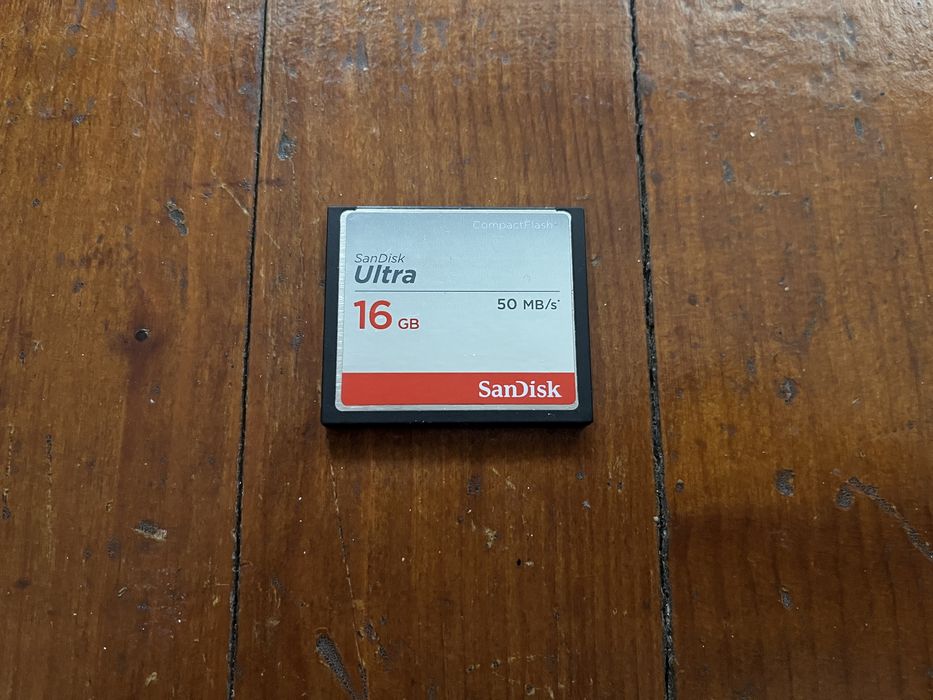 CompactFlash®
SanDisk
Ultra
16 GB
50 MB/s*
SanDisk